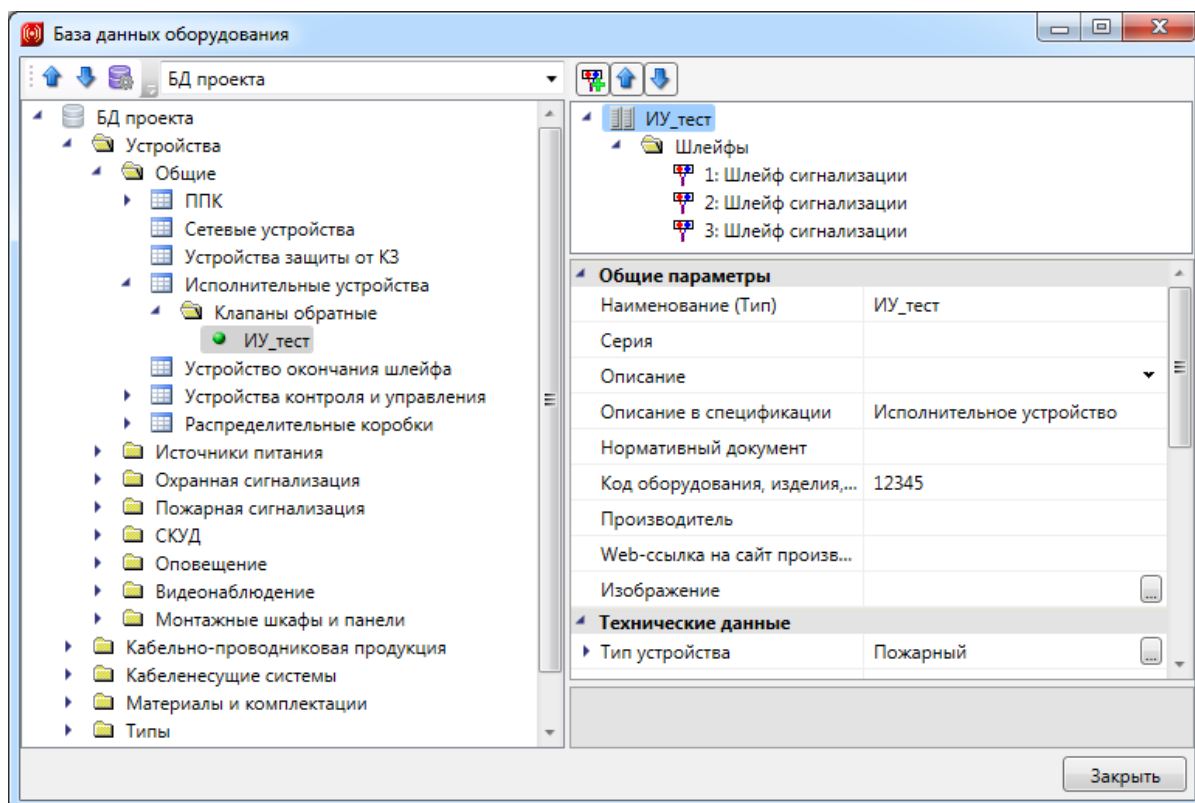 База данных оборудования
БД проекта
БД проекта
Устройства
Общие
ППК
Сетевые устройства
Устройства защиты от КЗ
Исполнительные устройства
Клапаны обратные
ИУ_тест
Устройство окончания шлейфа
Устройства контроля и управления
Распределительные коробки
Источники питания
Охранная сигнализация
Пожарная сигнализация
СКУД
Оповещение
Видеонаблюдение
Монтажные шкафы и панели
Кабельно-проводниковая продукция
Кабеленесущие системы
Материалы и комплектации
Типы
ИУ_тест
Шлейфы
1: Шлейф сигнализации
2: Шлейф сигнализации
3: Шлейф сигнализации
Общие параметры
Наименование (Тип) ИУ_тест
Серия
Описание
Описание в спецификации Исполнительное устройство
Нормативный документ
Код оборудования, изделия,... 12345
Производитель
Web-ссылка на сайт произв...
Изображение ...
Технические данные
Тип устройства Пожарный ...
Закрыть